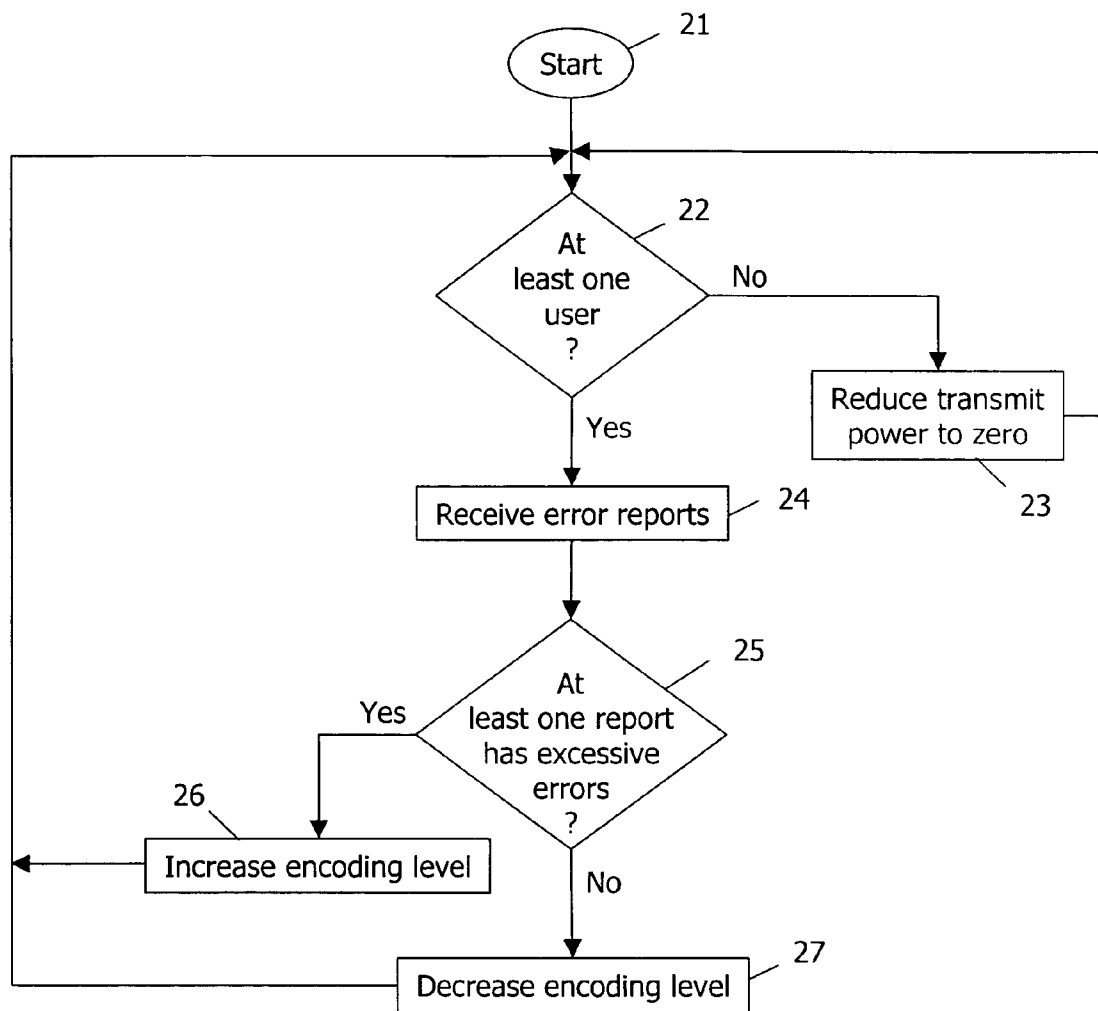 21
Start
22
At
least one
user
?
No
Yes
Reduce transmit
power to zero
23
Receive error reports
24
25
At
least one report
has excessive
errors
?
Yes
26
Increase encoding level
No
27
Decrease encoding level